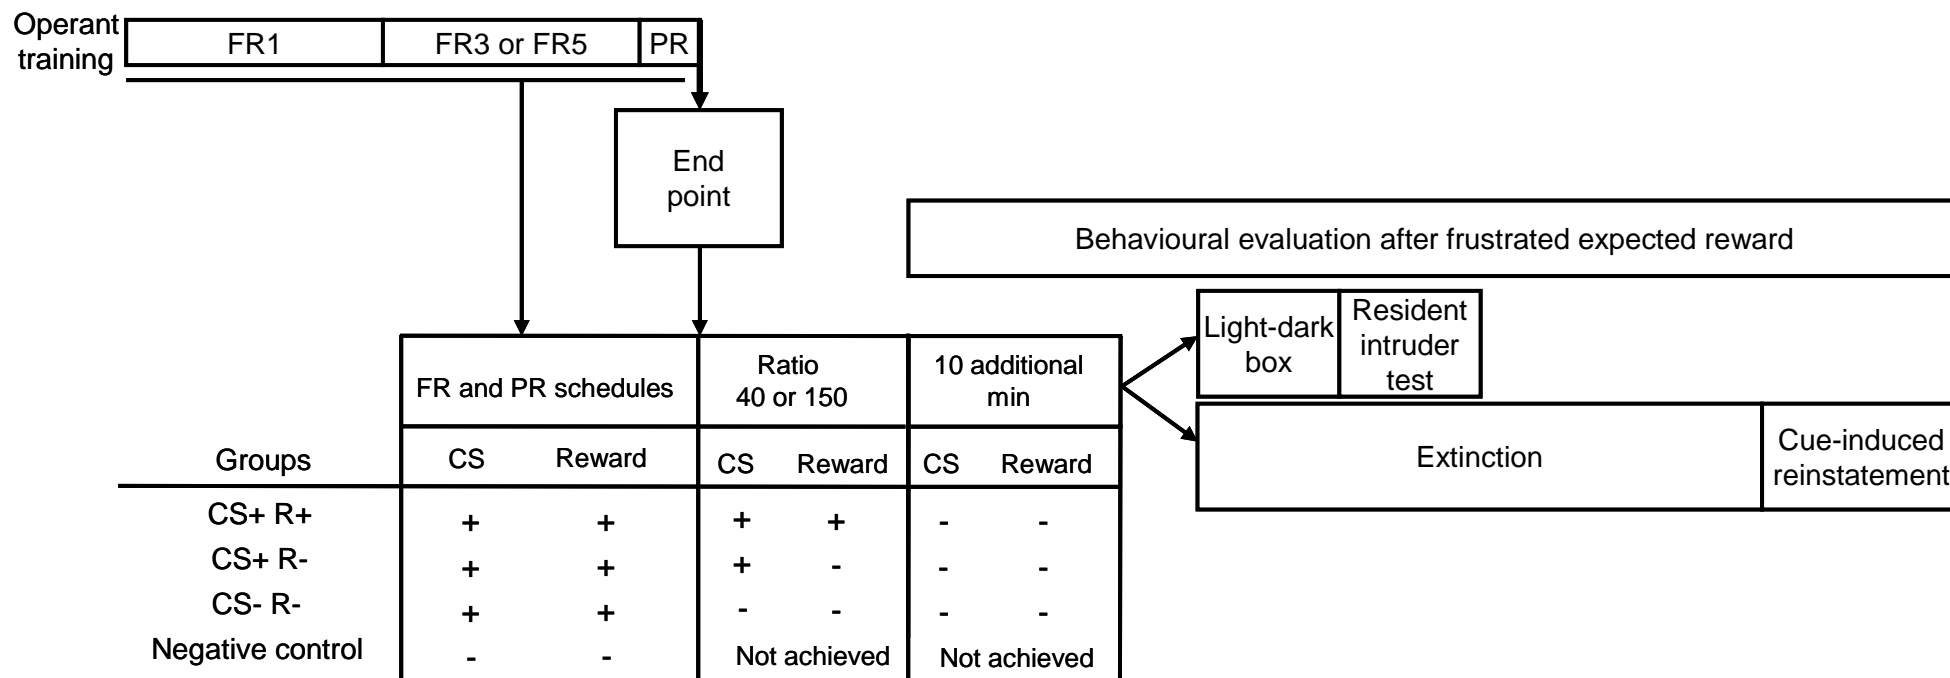 Operant
training
FR1
FR3 or FR5
PR
End
point
Behavioural evaluation after frustrated expected reward
Light-dark
box
Resident
intruder
test
Extinction
Cue-induced
reinstatement
FR and PR schedules
Ratio
40 or 150
10 additional
min
Groups CS Reward CS Reward CS Reward
CS+ R+ + + + + - -
CS+ R- + + + - - -
CS- R- + + - - - -
Negative control - - Not achieved Not achieved